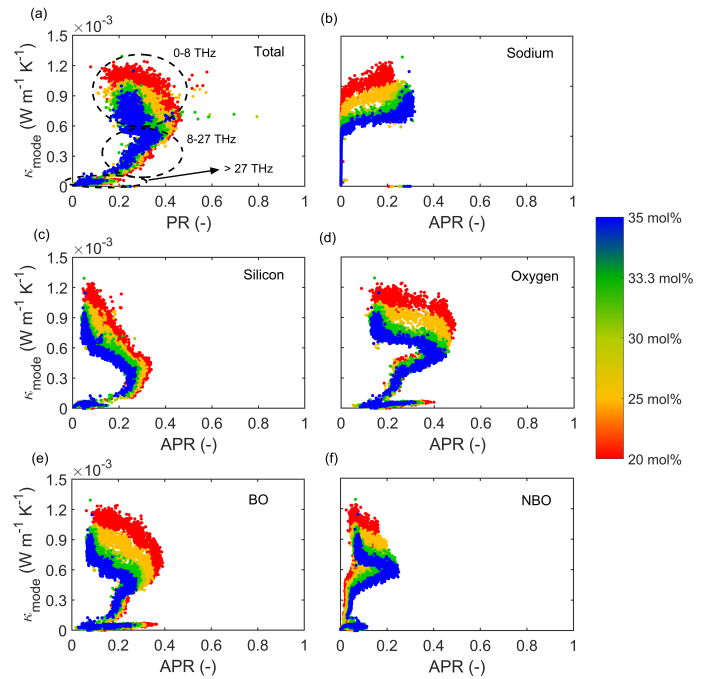 (a)
×10⁻³
1.5
1.2
0.9
0.6
0.3
0
κmode (W m⁻¹ K⁻¹)
0-8 THz
Total
8-27 THz
> 27 THz
0 0.2 0.4 0.6 0.8 1
PR (-)
(b)
Sodium
0 0.2 0.4 0.6 0.8 1
APR (-)
(c)
×10⁻³
1.5
1.2
0.9
0.6
0.3
0
κmode (W m⁻¹ K⁻¹)
Silicon
0 0.2 0.4 0.6 0.8 1
APR (-)
(d)
Oxygen
0 0.2 0.4 0.6 0.8 1
APR (-)
(e)
×10⁻³
1.5
1.2
0.9
0.6
0.3
0
κmode (W m⁻¹ K⁻¹)
BO
0 0.2 0.4 0.6 0.8 1
APR (-)
(f)
NBO
0 0.2 0.4 0.6 0.8 1
APR (-)
35 mol%
33.3 mol%
30 mol%
25 mol%
20 mol%